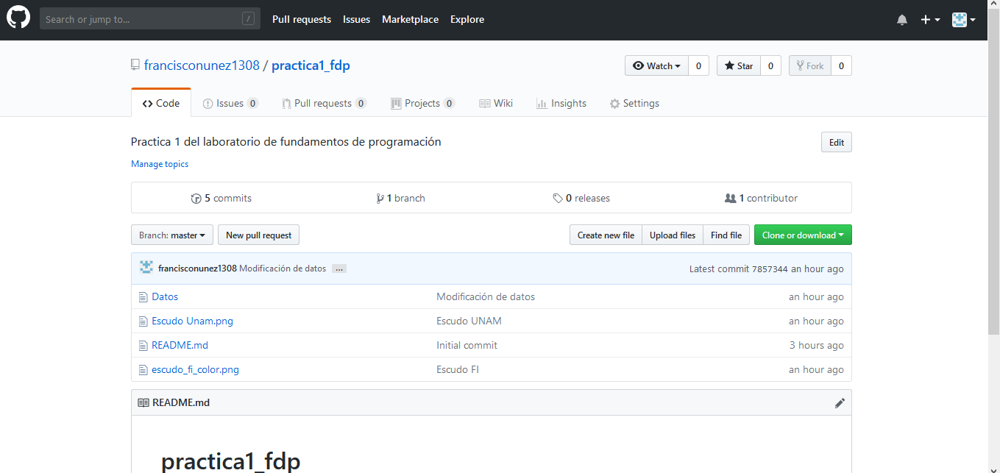 Search or jump to... /
Pull requests Issues Marketplace Explore
francisconunez1308 / practica1_fdp
Watch 0 Star 0 Fork 0
Code Issues 0 Pull requests 0 Projects 0 Wiki Insights Settings
Practica 1 del laboratorio de fundamentos de programación Edit
Manage topics
5 commits 1 branch 0 releases 1 contributor
Branch: master New pull request Create new file Upload files Find file Clone or download
francisconunez1308 Modificación de datos ... Latest commit 7857344 an hour ago
Datos Modificación de datos an hour ago
Escudo Unam.png Escudo UNAM an hour ago
README.md Initial commit 3 hours ago
escudo_fi_color.png Escudo FI an hour ago
README.md
practica1_fdp